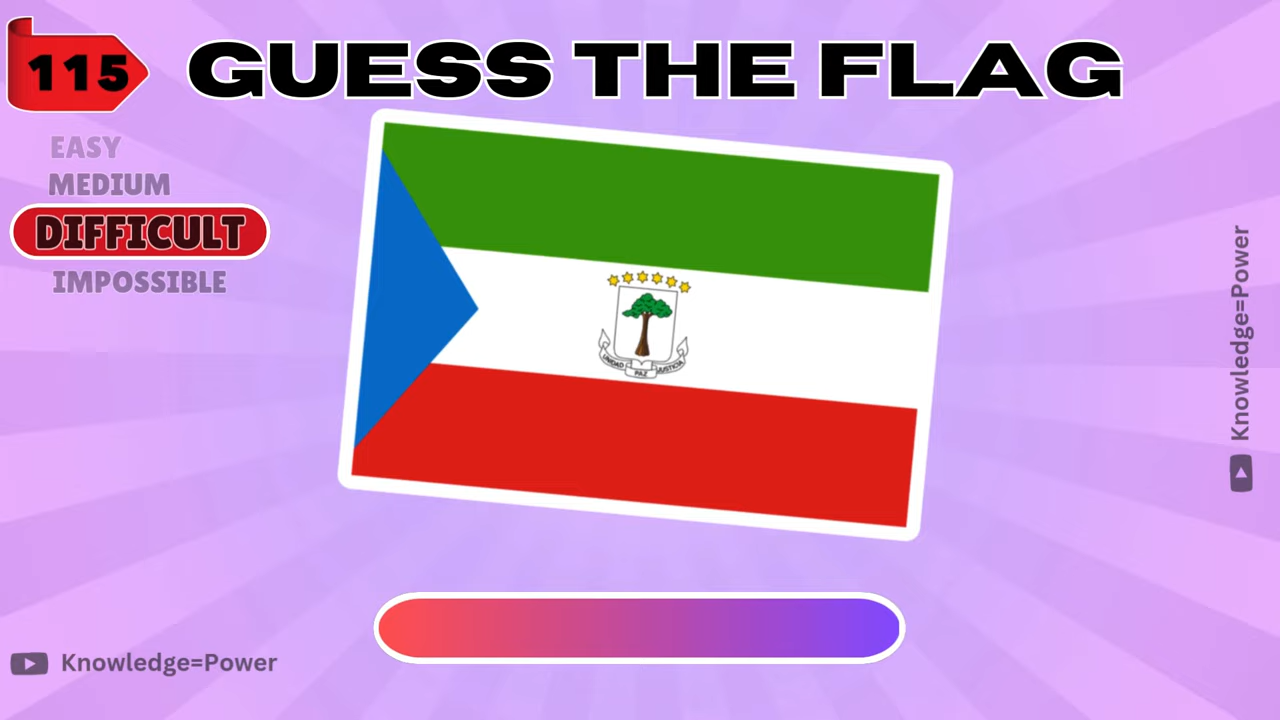 115
GUESS THE FLAG
EASY
MEDIUM
DIFFICULT
IMPOSSIBLE
UNIDAD PAZ JUSTICIA
Knowledge=Power
Knowledge=Power